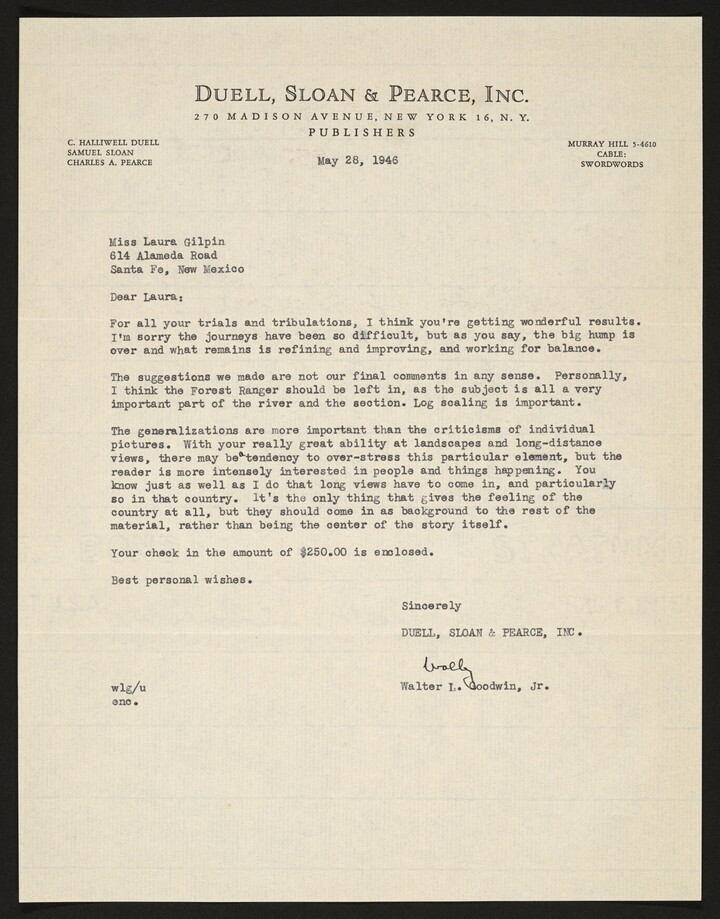 DUELL, SLOAN & PEARCE, INC.
270 MADISON AVENUE, NEW YORK 16, N. Y.
PUBLISHERS
C. HALLIWELL DUELL
SAMUEL SLOAN
CHARLES A. PEARCE
MURRAY HILL 5-4610
CABLE:
SWORDWORDS
May 28, 1946
Miss Laura Gilpin
614 Alameda Road
Santa Fe, New Mexico
Dear Laura:
For all your trials and tribulations, I think you're getting wonderful results.
I'm sorry the journeys have been so difficult, but as you say, the big hump is
over and what remains is refining and improving, and working for balance.
The suggestions we made are not our final comments in any sense. Personally,
I think the Forest Ranger should be left in, as the subject is all a very
important part of the river and the section. Log scaling is important.
The generalizations are more important than the criticisms of individual
pictures. With your really great ability at landscapes and long-distance
views, there may be a tendency to over-stress this particular element, but the
reader is more intensely interested in people and things happening. You
know just as well as I do that long views have to come in, and particularly
so in that country. It's the only thing that gives the feeling of the
country at all, but they should come in as background to the rest of the
material, rather than being the center of the story itself.
Your check in the amount of $250.00 is enclosed.
Best personal wishes.
Sincerely
DUELL, SLOAN & PEARCE, INC.
Wally
Walter L. Goodwin, Jr.
wlg/u
enc.